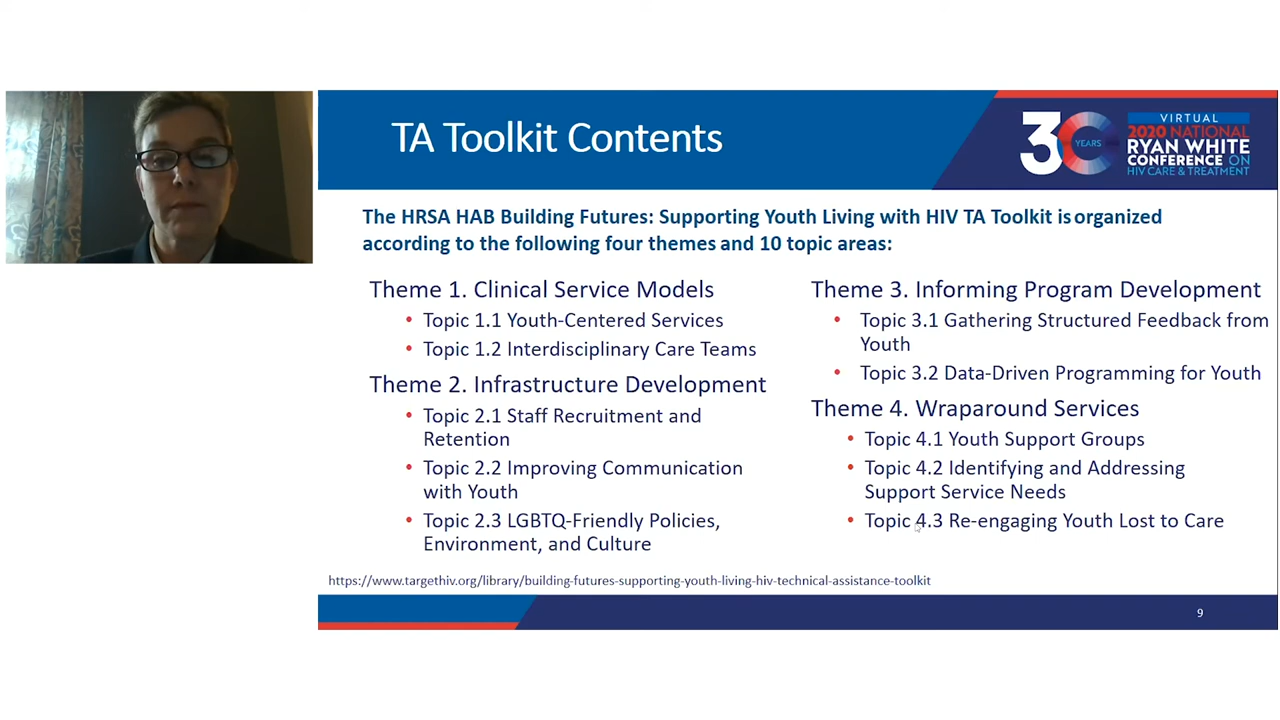 TA Toolkit Contents
30 YEARS
VIRTUAL
2020 NATIONAL
RYAN WHITE
CONFERENCE ON
HIV CARE & TREATMENT
The HRSA HAB Building Futures: Supporting Youth Living with HIV TA Toolkit is organized
according to the following four themes and 10 topic areas:
Theme 1. Clinical Service Models
• Topic 1.1 Youth-Centered Services
• Topic 1.2 Interdisciplinary Care Teams
Theme 2. Infrastructure Development
• Topic 2.1 Staff Recruitment and
Retention
• Topic 2.2 Improving Communication
with Youth
• Topic 2.3 LGBTQ-Friendly Policies,
Environment, and Culture
Theme 3. Informing Program Development
• Topic 3.1 Gathering Structured Feedback from
Youth
• Topic 3.2 Data-Driven Programming for Youth
Theme 4. Wraparound Services
• Topic 4.1 Youth Support Groups
• Topic 4.2 Identifying and Addressing
Support Service Needs
• Topic 4.3 Re-engaging Youth Lost to Care
https://www.targethiv.org/library/building-futures-supporting-youth-living-hiv-technical-assistance-toolkit
9